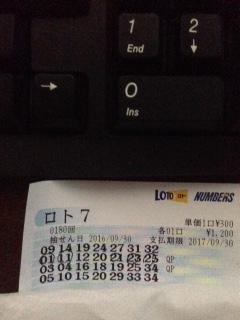 1
End
2
↓
→
0
Ins
LOTO NUMBERS
ロト7 単価1口¥300
0180回 各01口 ¥1,200
抽せん日 2016/09/30 支払期限 2017/09/30
09 14 19 24 27 31 32
01 11 12 20 21 23 25 QP
03 04 16 18 19 25 34 QP
05 10 15 20 29 33 34